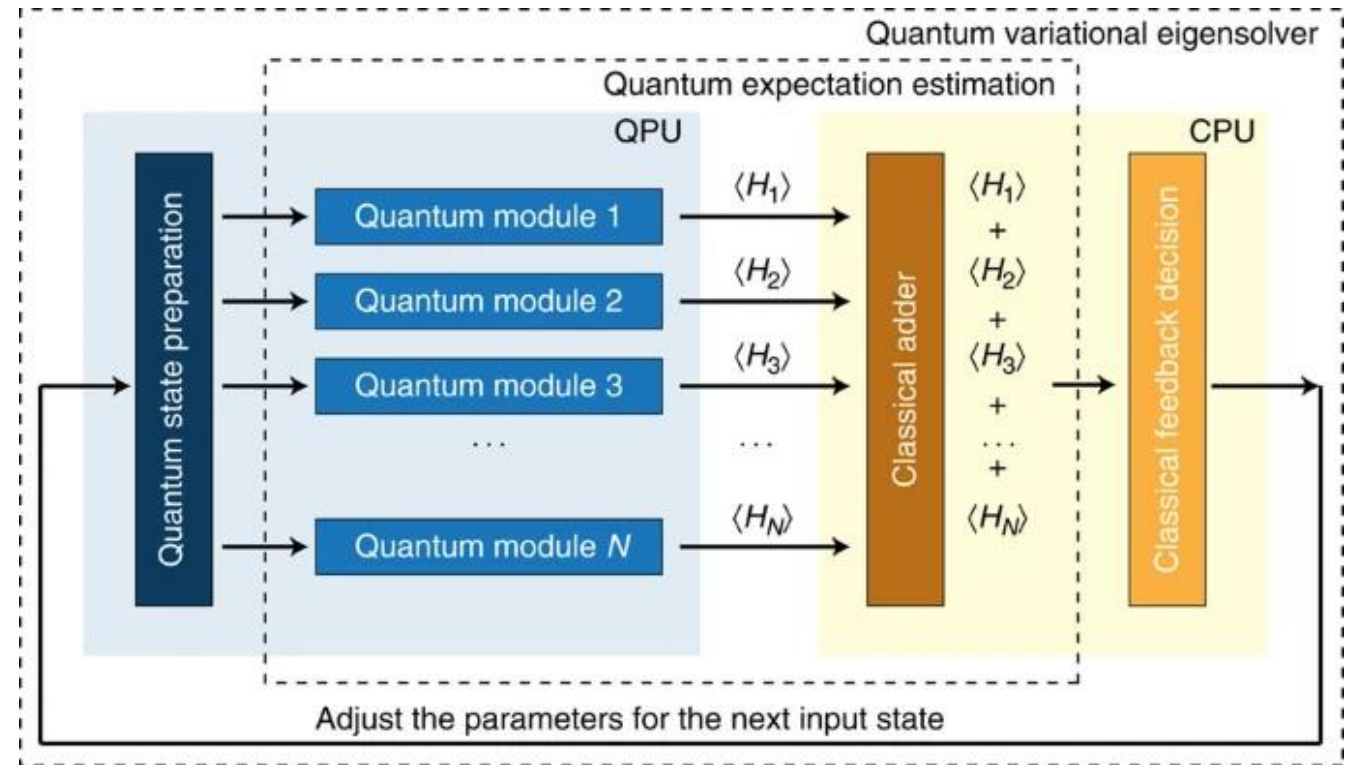 Quantum variational eigensolver
Quantum expectation estimation
QPU
CPU
Quantum state preparation
Quantum module 1
Quantum module 2
Quantum module 3
...
Quantum module N
⟨H₁⟩
⟨H₂⟩
⟨H₃⟩
...
⟨H_N⟩
Classical adder
⟨H₁⟩
+
⟨H₂⟩
+
⟨H₃⟩
+
...
+
⟨H_N⟩
Classical feedback decision
Adjust the parameters for the next input state